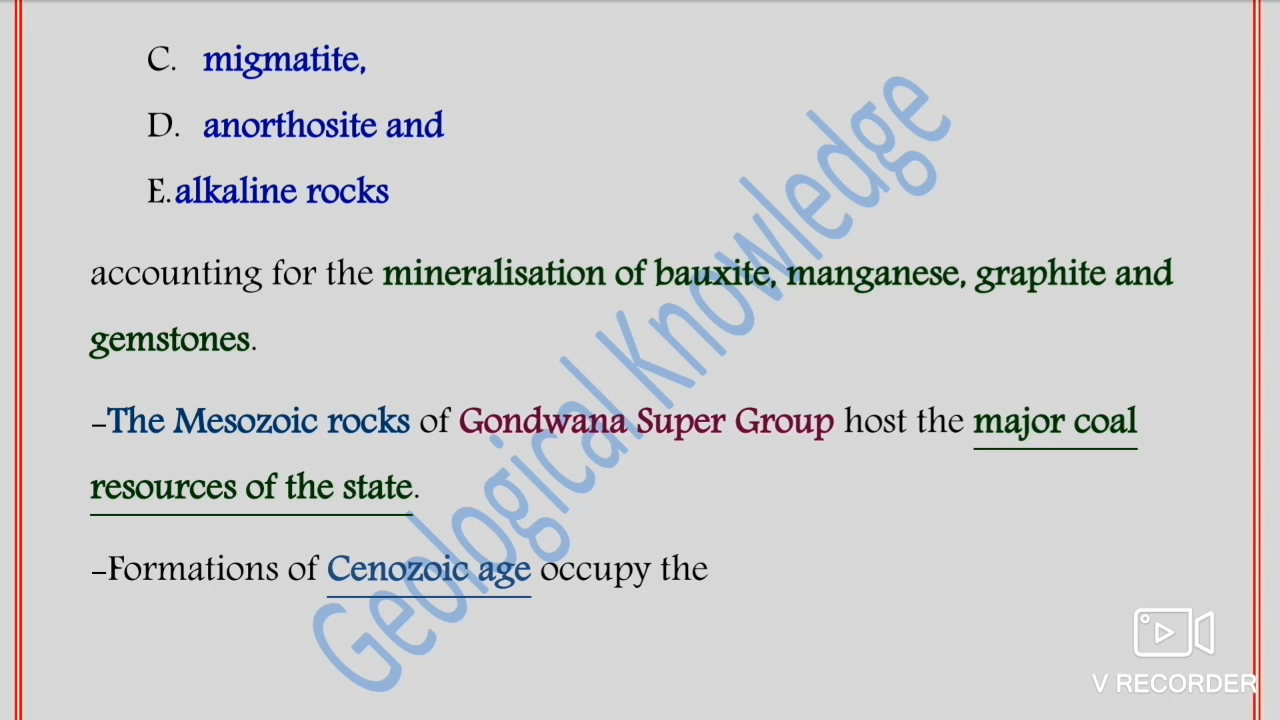 C. migmatite,
D. anorthosite and
E. alkaline rocks
accounting for the mineralisation of bauxite, manganese, graphite and
gemstones.
-The Mesozoic rocks of Gondwana Super Group host the major coal
resources of the state.
-Formations of Cenozoic age occupy the
Geological Knowledge
V RECORDER